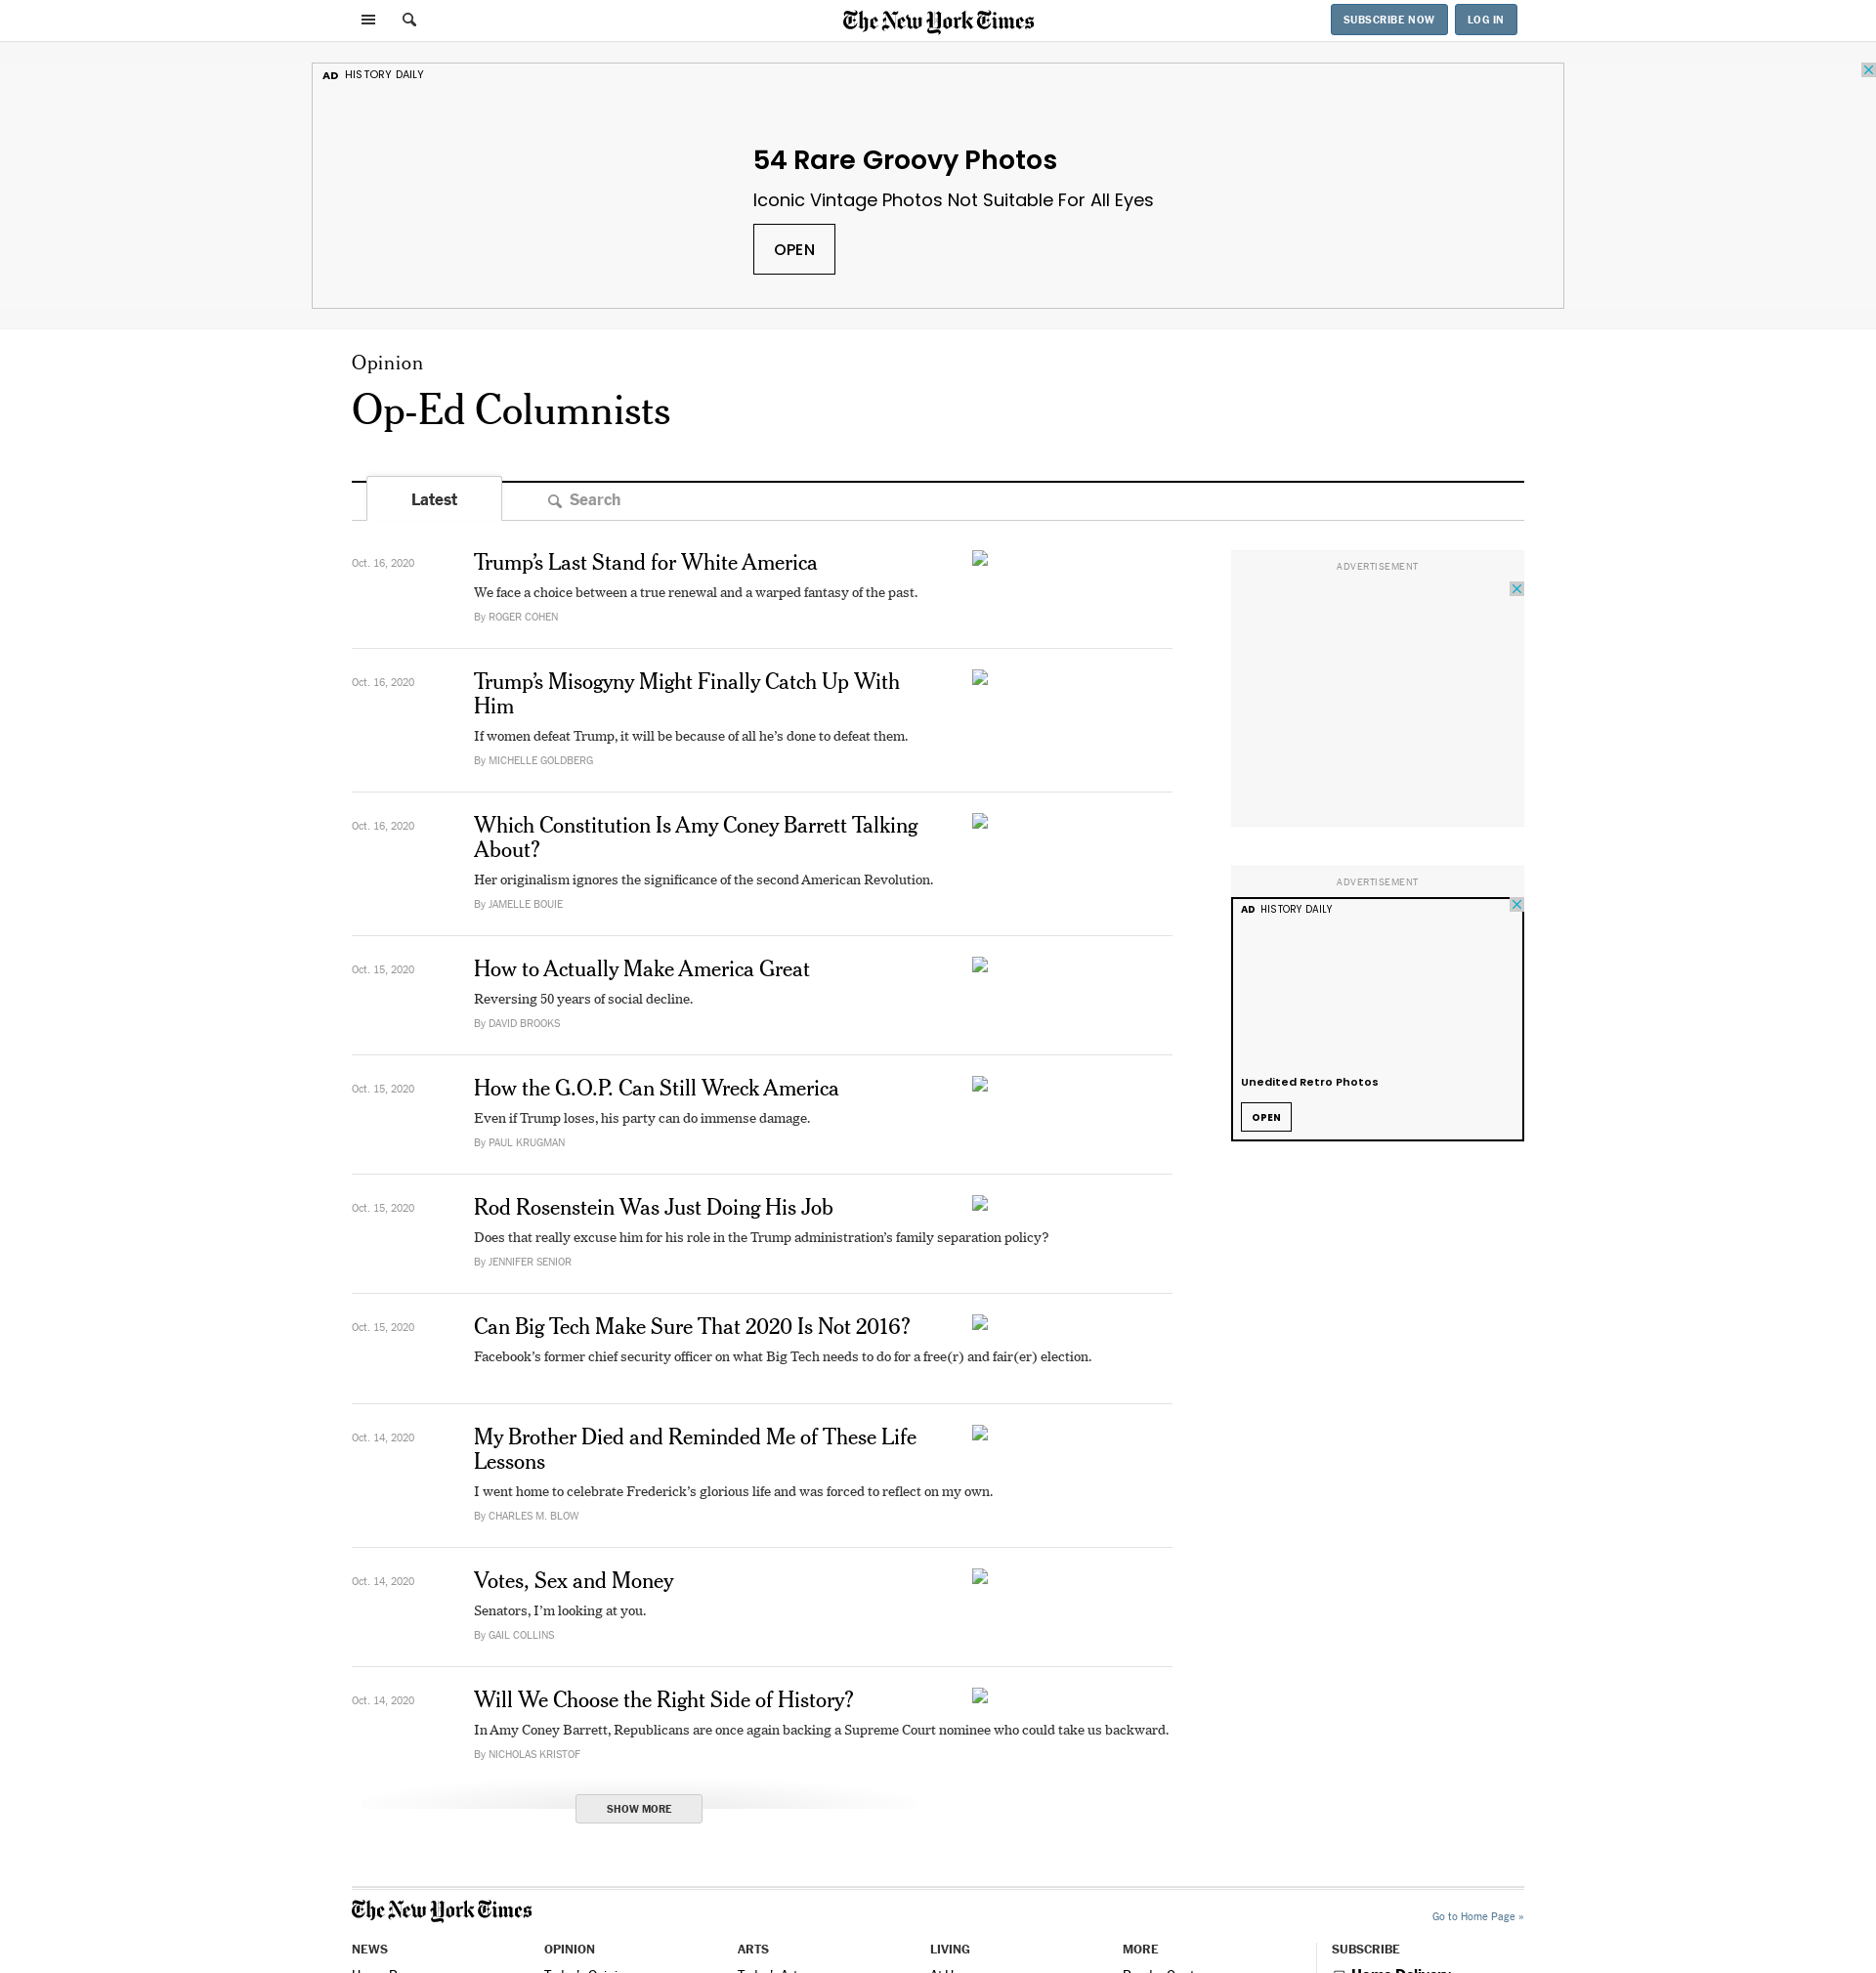 The New York Times
SUBSCRIBE NOW
LOG IN
AD HISTORY DAILY
54 Rare Groovy Photos
Iconic Vintage Photos Not Suitable For All Eyes
OPEN
Opinion
Op-Ed Columnists
Latest
Search
Oct. 16, 2020
Trump’s Last Stand for White America
We face a choice between a true renewal and a warped fantasy of the past.
By ROGER COHEN
Oct. 16, 2020
Trump’s Misogyny Might Finally Catch Up With
Him
If women defeat Trump, it will be because of all he’s done to defeat them.
By MICHELLE GOLDBERG
Oct. 16, 2020
Which Constitution Is Amy Coney Barrett Talking
About?
Her originalism ignores the significance of the second American Revolution.
By JAMELLE BOUIE
Oct. 15, 2020
How to Actually Make America Great
Reversing 50 years of social decline.
By DAVID BROOKS
Oct. 15, 2020
How the G.O.P. Can Still Wreck America
Even if Trump loses, his party can do immense damage.
By PAUL KRUGMAN
Oct. 15, 2020
Rod Rosenstein Was Just Doing His Job
Does that really excuse him for his role in the Trump administration’s family separation policy?
By JENNIFER SENIOR
Oct. 15, 2020
Can Big Tech Make Sure That 2020 Is Not 2016?
Facebook’s former chief security officer on what Big Tech needs to do for a free(r) and fair(er) election.
Oct. 14, 2020
My Brother Died and Reminded Me of These Life
Lessons
I went home to celebrate Frederick’s glorious life and was forced to reflect on my own.
By CHARLES M. BLOW
Oct. 14, 2020
Votes, Sex and Money
Senators, I’m looking at you.
By GAIL COLLINS
Oct. 14, 2020
Will We Choose the Right Side of History?
In Amy Coney Barrett, Republicans are once again backing a Supreme Court nominee who could take us backward.
By NICHOLAS KRISTOF
SHOW MORE
ADVERTISEMENT
ADVERTISEMENT
AD HISTORY DAILY
Unedited Retro Photos
OPEN
The New York Times
Go to Home Page »
NEWS
OPINION
ARTS
LIVING
MORE
SUBSCRIBE
Home Delivery